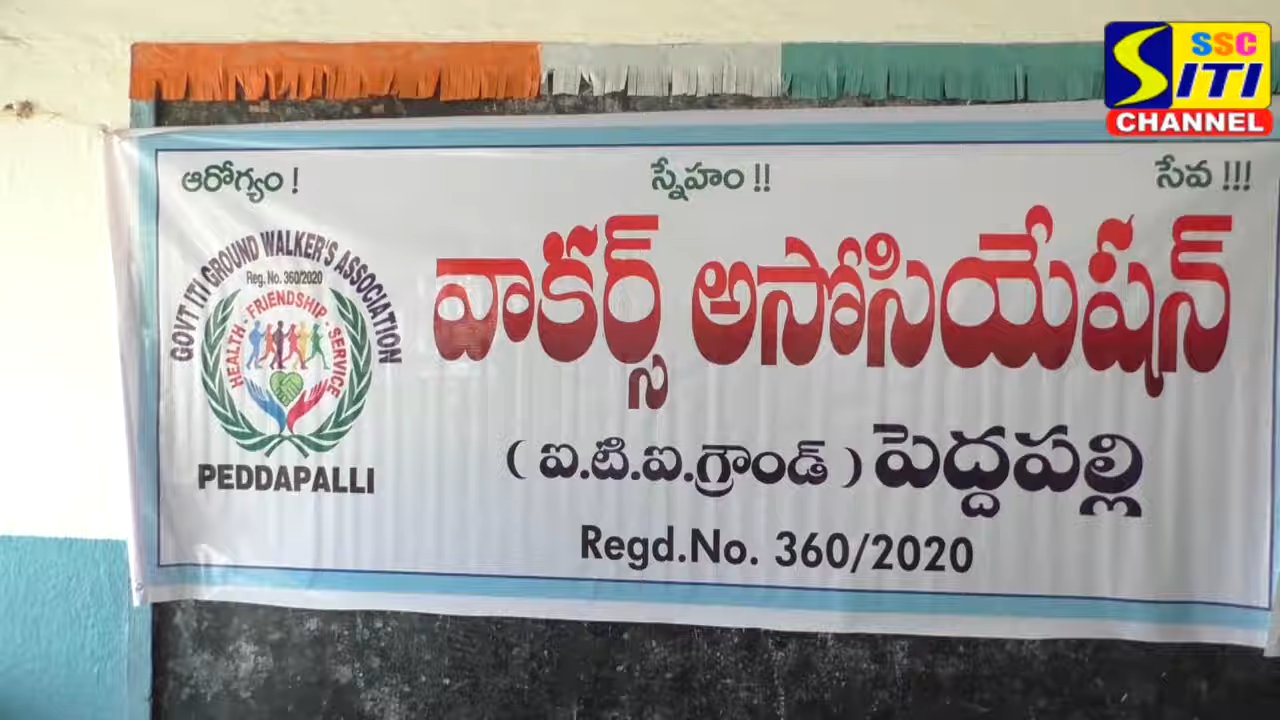 SSC
SITI
CHANNEL
ఆరోగ్యం ! స్నేహం !! సేవ !!!
GOVT ITI GROUND WALKER'S ASSOCIATION
Reg. No. 360/2020
HEALTH - FRIENDSHIP - SERVICE
PEDDAPALLI
వాకర్స్ అసోసియేషన్
( ఐ.టి.ఐ.గ్రౌండ్ ) పెద్దపల్లి
Regd.No. 360/2020